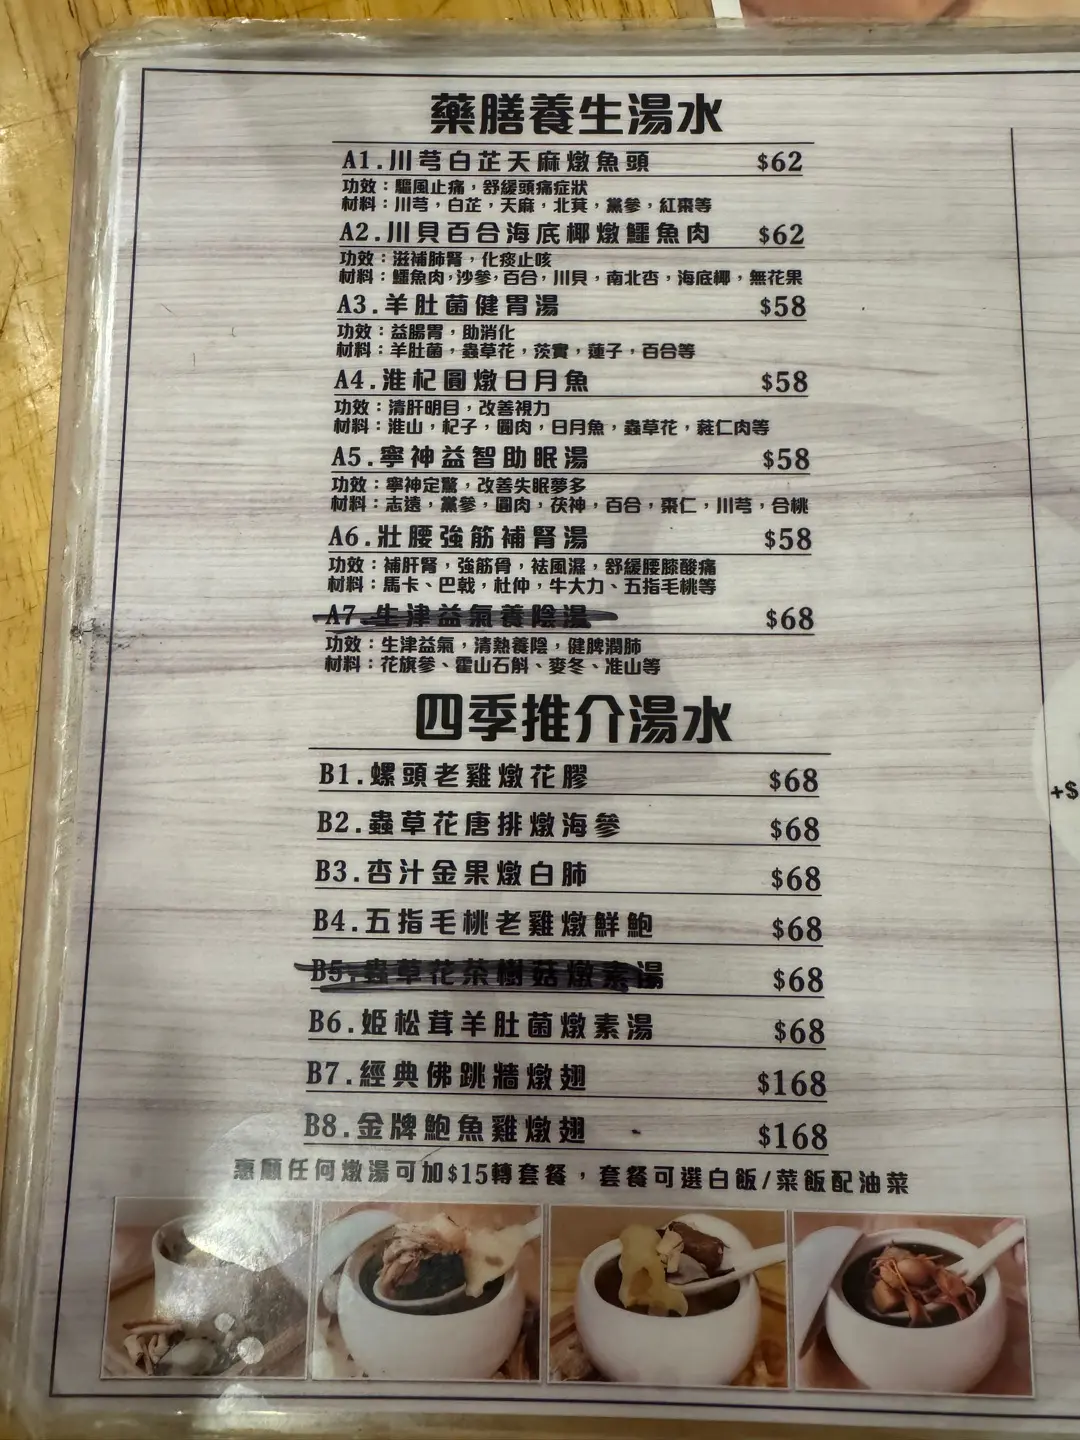 藥膳養生湯水
A1.川芎白芷天麻燉魚頭 $62
功效：驅風止痛，舒緩頭痛症狀
材料：川芎，白芷，天麻，北萁，黨參，紅棗等
A2.川貝百合海底椰燉鱷魚肉 $62
功效：滋補肺腎，化痰止咳
材料：鱷魚肉，沙參，百合，川貝，南北杏，海底椰，無花果
A3.羊肚菌健胃湯 $58
功效：益腸胃，助消化
材料：羊肚菌，蟲草花，茨實，蓮子，百合等
A4.淮杞圓燉日月魚 $58
功效：清肝明目，改善視力
材料：淮山，杞子，圓肉，日月魚，蟲草花，蕤仁肉等
A5.寧神益智助眠湯 $58
功效：寧神定驚，改善失眠夢多
材料：志遠，黨參，圓肉，茯神，百合，棗仁，川芎，合桃
A6.壯腰強筋補腎湯 $58
功效：補肝腎，強筋骨，祛風濕，舒緩腰膝酸痛
材料：馬卡、巴戟，杜仲，牛大力、五指毛桃等
A7.生津益氣養陰湯 $68
功效：生津益氣，清熱養陰，健脾潤肺
材料：花旗參、霍山石斛、麥冬、准山等
四季推介湯水
B1.螺頭老雞燉花膠 $68
B2.蟲草花唐排燉海參 $68
B3.杏汁金果燉白肺 $68
B4.五指毛桃老雞燉鮮鮑 $68
B5.蟲草花茶樹菇燉素湯 $68
B6.姬松茸羊肚菌燉素湯 $68
B7.經典佛跳牆燉翅 $168
B8.金牌鮑魚雞燉翅 $168
惠顧任何燉湯可加$15轉套餐，套餐可選白飯/菜飯配油菜
+$